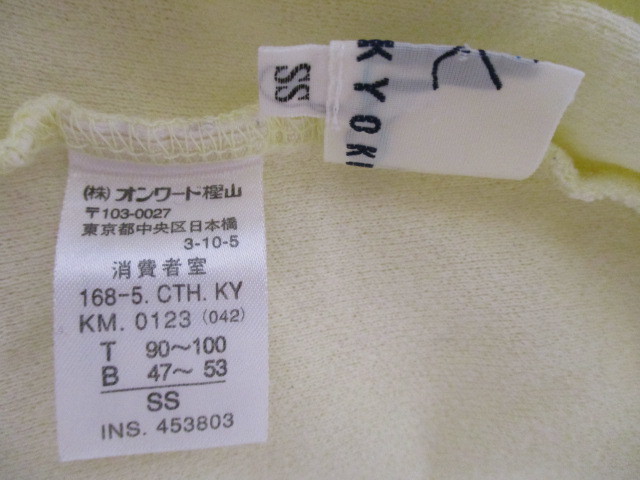 (株)オンワード樫山
〒103-0027
東京都中央区日本橋
3-10-5
消費者室
168-5. CTH. KY
KM. 0123 (042)
T 90～100
B 47～ 53
SS
INS. 453803
SS
KYOKU